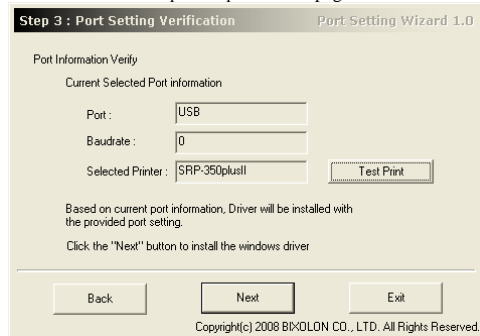 Step 3 : Port Setting Verification Port Setting Wizard 1.0
Port Information Verify
Current Selected Port information
Port : USB
Baudrate : 0
Selected Printer : SRP-350plusII Test Print
Based on current port information, Driver will be installed with
the provided port setting.
Click the "Next" button to install the windows driver
Back Next Exit
Copyright(c) 2008 BIXOLON CO., LTD. All Rights Reserved.